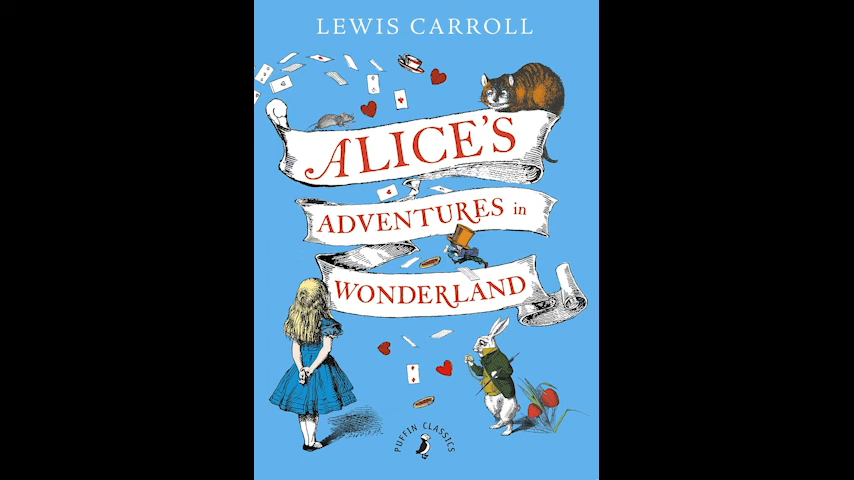 LEWIS CARROLL
ALICE'S
ADVENTURES in
WONDERLAND
PUFFIN CLASSICS